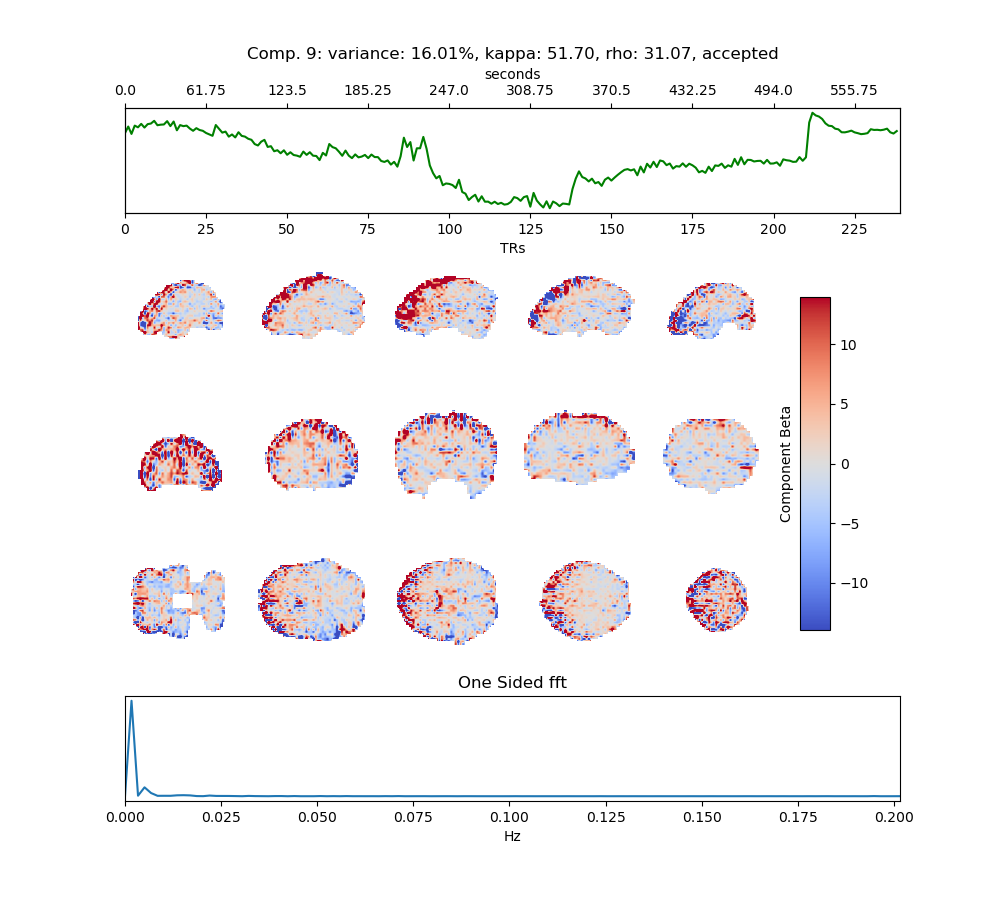 Comp. 9: variance: 16.01%, kappa: 51.70, rho: 31.07, accepted
seconds
0.0 61.75 123.5 185.25 247.0 308.75 370.5 432.25 494.0 555.75
0 25 50 75 100 125 150 175 200 225
TRs
10
5
0
−5
−10
Component Beta
One Sided fft
0.000 0.025 0.050 0.075 0.100 0.125 0.150 0.175 0.200
Hz